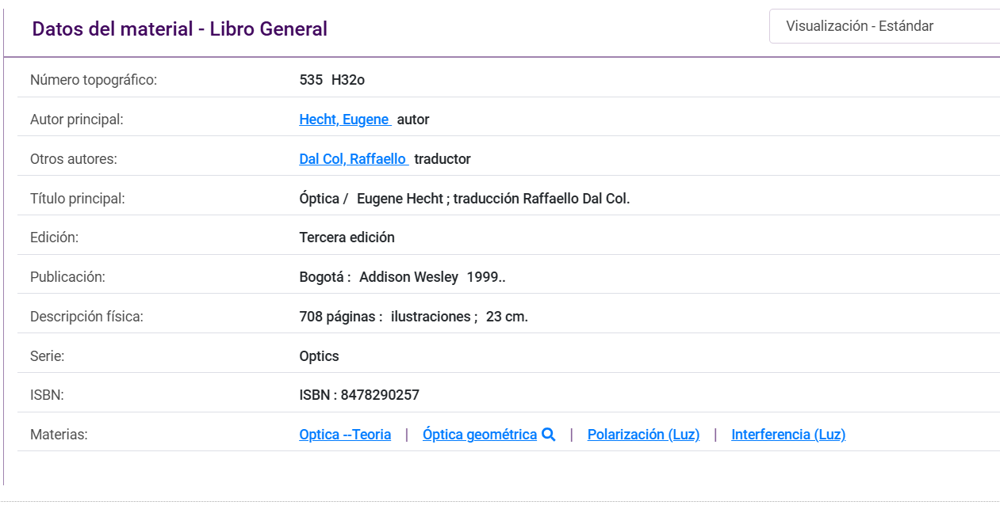 Datos del material - Libro General
Visualización - Estándar
Número topográfico: 535 H32o
Autor principal: Hecht, Eugene autor
Otros autores: Dal Col, Raffaello traductor
Título principal: Óptica / Eugene Hecht ; traducción Raffaello Dal Col.
Edición: Tercera edición
Publicación: Bogotá : Addison Wesley 1999..
Descripción física: 708 páginas : ilustraciones ; 23 cm.
Serie: Optics
ISBN: ISBN : 8478290257
Materias: Optica --Teoria | Óptica geométrica | Polarización (Luz) | Interferencia (Luz)